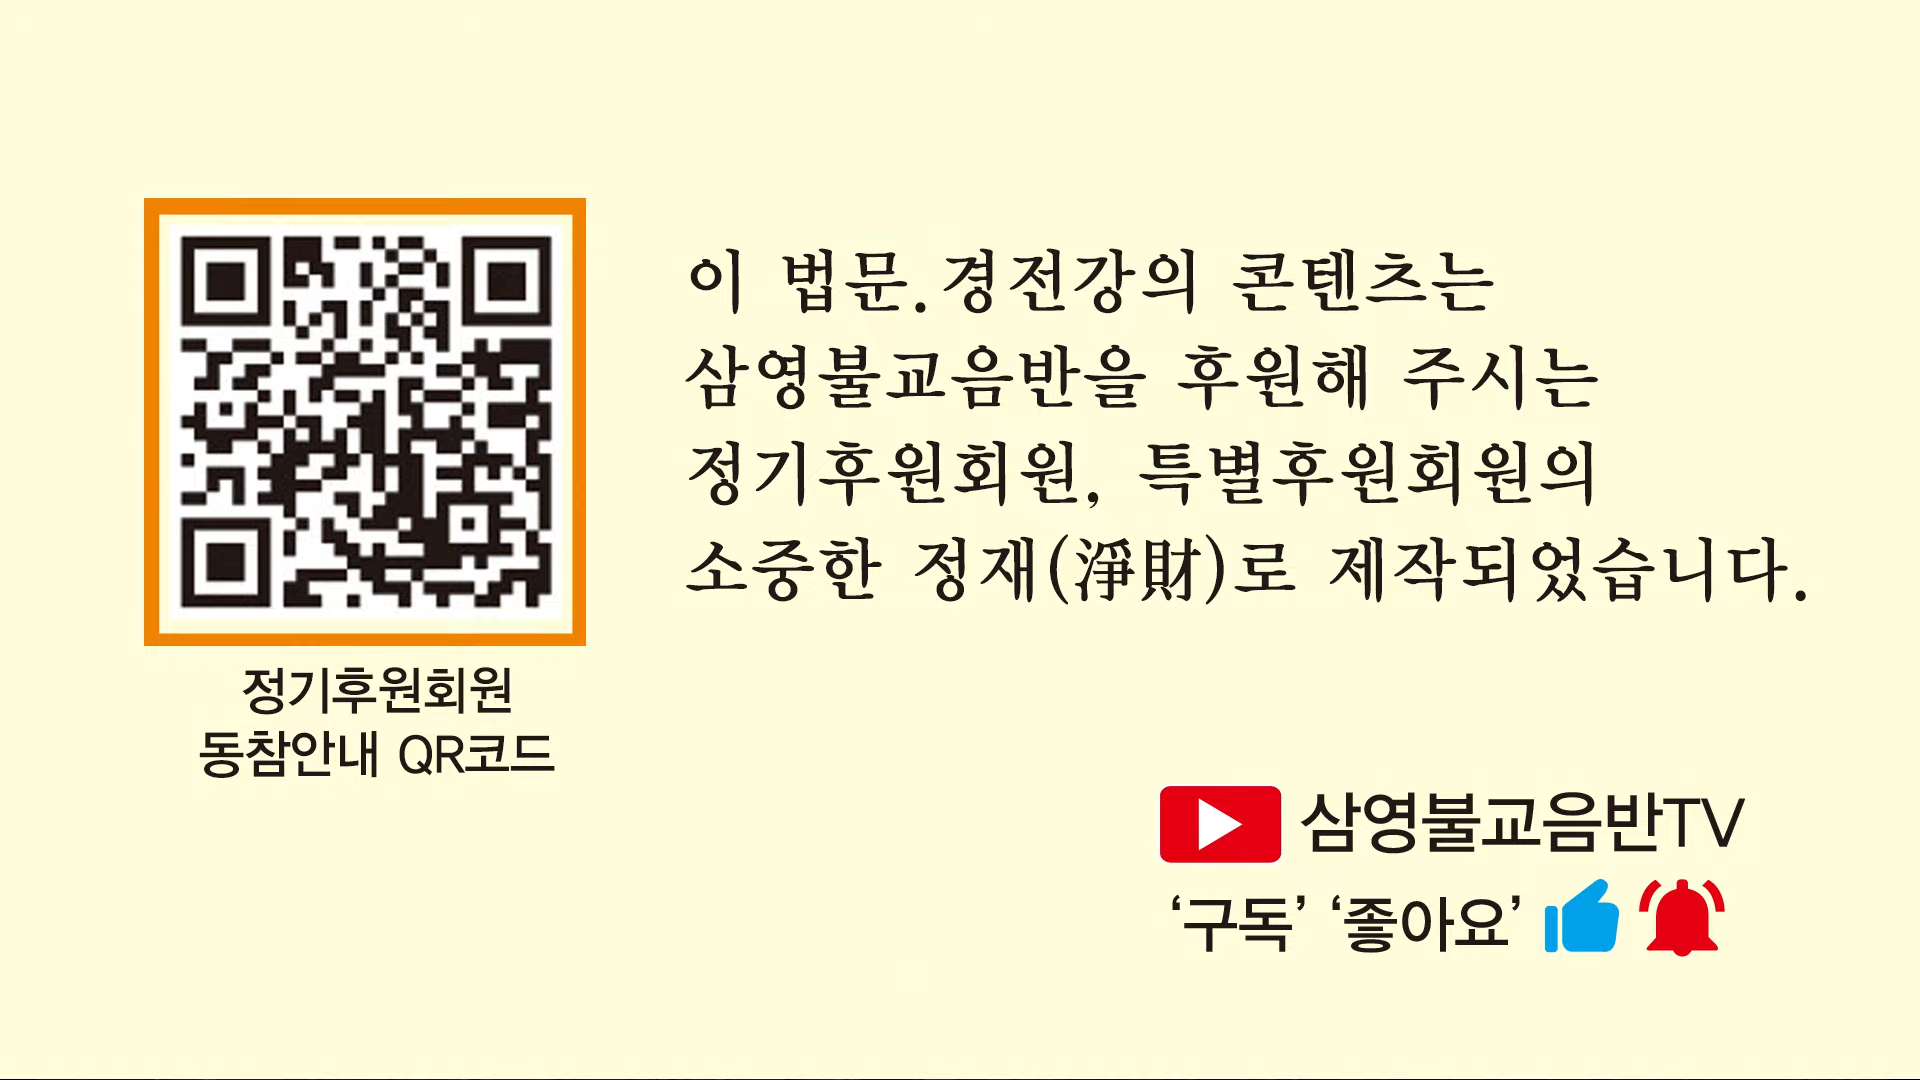 이 법문.경전강의 콘텐츠는
삼영불교음반을 후원해 주시는
정기후원회원, 특별후원회원의
소중한 정재(淨財)로 제작되었습니다.
정기후원회원
동참안내 QR코드
삼영불교음반TV
‘구독’ ‘좋아요’